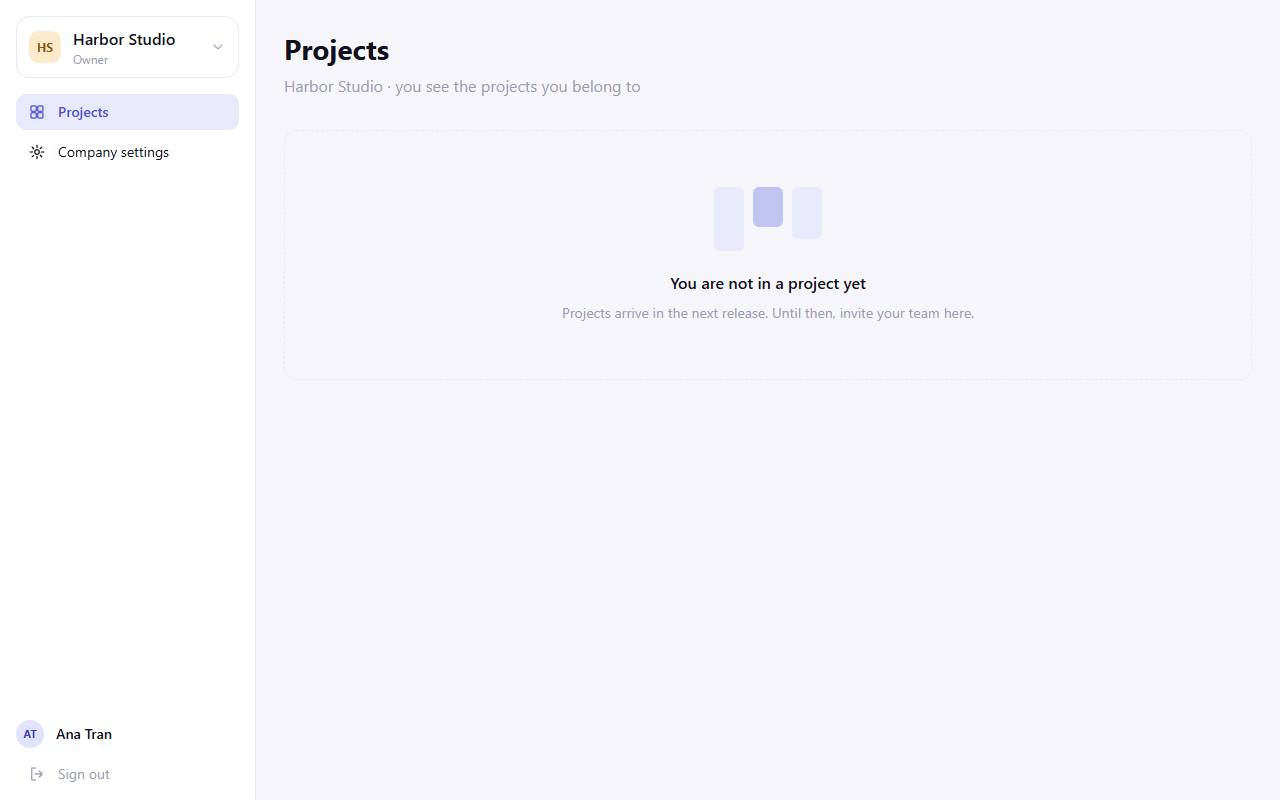 HS
Harbor Studio
Owner
Projects
Company settings
AT
Ana Tran
Sign out
Projects
Harbor Studio · you see the projects you belong to
You are not in a project yet
Projects arrive in the next release. Until then, invite your team here.